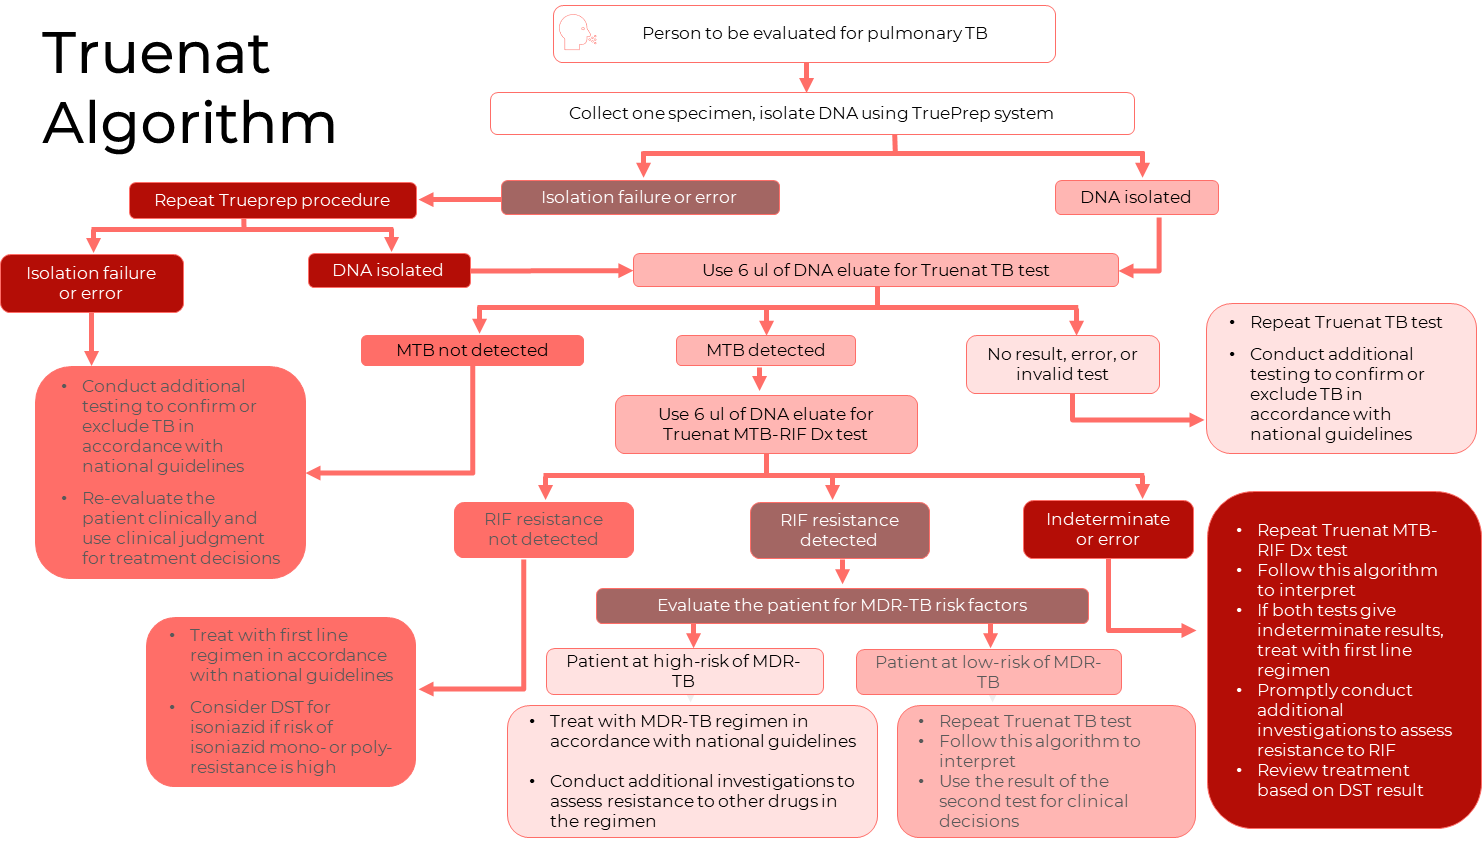 Truenat
Algorithm
Person to be evaluated for pulmonary TB
Collect one specimen, isolate DNA using TruePrep system
Isolation failure or error
DNA isolated
Repeat Trueprep procedure
Isolation failure
or error
DNA isolated
Use 6 ul of DNA eluate for Truenat TB test
MTB not detected
MTB detected
No result, error, or
invalid test
• Repeat Truenat TB test
• Conduct additional
testing to confirm or
exclude TB in
accordance with
national guidelines
• Conduct additional
testing to confirm or
exclude TB in
accordance with
national guidelines
• Re-evaluate the
patient clinically and
use clinical judgment
for treatment decisions
Use 6 ul of DNA eluate for
Truenat MTB-RIF Dx test
RIF resistance
not detected
RIF resistance
detected
Indeterminate
or error
• Repeat Truenat MTB-
RIF Dx test
• Follow this algorithm
to interpret
• If both tests give
indeterminate results,
treat with first line
regimen
• Promptly conduct
additional
investigations to assess
resistance to RIF
• Review treatment
based on DST result
Evaluate the patient for MDR-TB risk factors
• Treat with first line
regimen in accordance
with national guidelines
• Consider DST for
isoniazid if risk of
isoniazid mono- or poly-
resistance is high
Patient at high-risk of MDR-
TB
Patient at low-risk of MDR-
TB
• Treat with MDR-TB regimen in
accordance with national guidelines
• Conduct additional investigations to
assess resistance to other drugs in
the regimen
• Repeat Truenat TB test
• Follow this algorithm to
interpret
• Use the result of the
second test for clinical
decisions